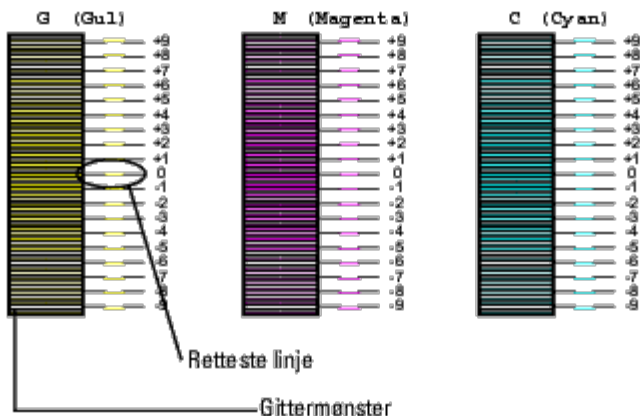 G (Gul) M (Magenta) C (Cyan)
+9 +9 +9
+8 +8 +8
+7 +7 +7
+6 +6 +6
+5 +5 +5
+4 +4 +4
+3 +3 +3
+2 +2 +2
+1 +1 +1
0 0 0
-1 -1 -1
-2 -2 -2
-3 -3 -3
-4 -4 -4
-5 -5 -5
-6 -6 -6
-7 -7 -7
-8 -8 -8
-9 -9 -9
Retteste linje
Gittermønster